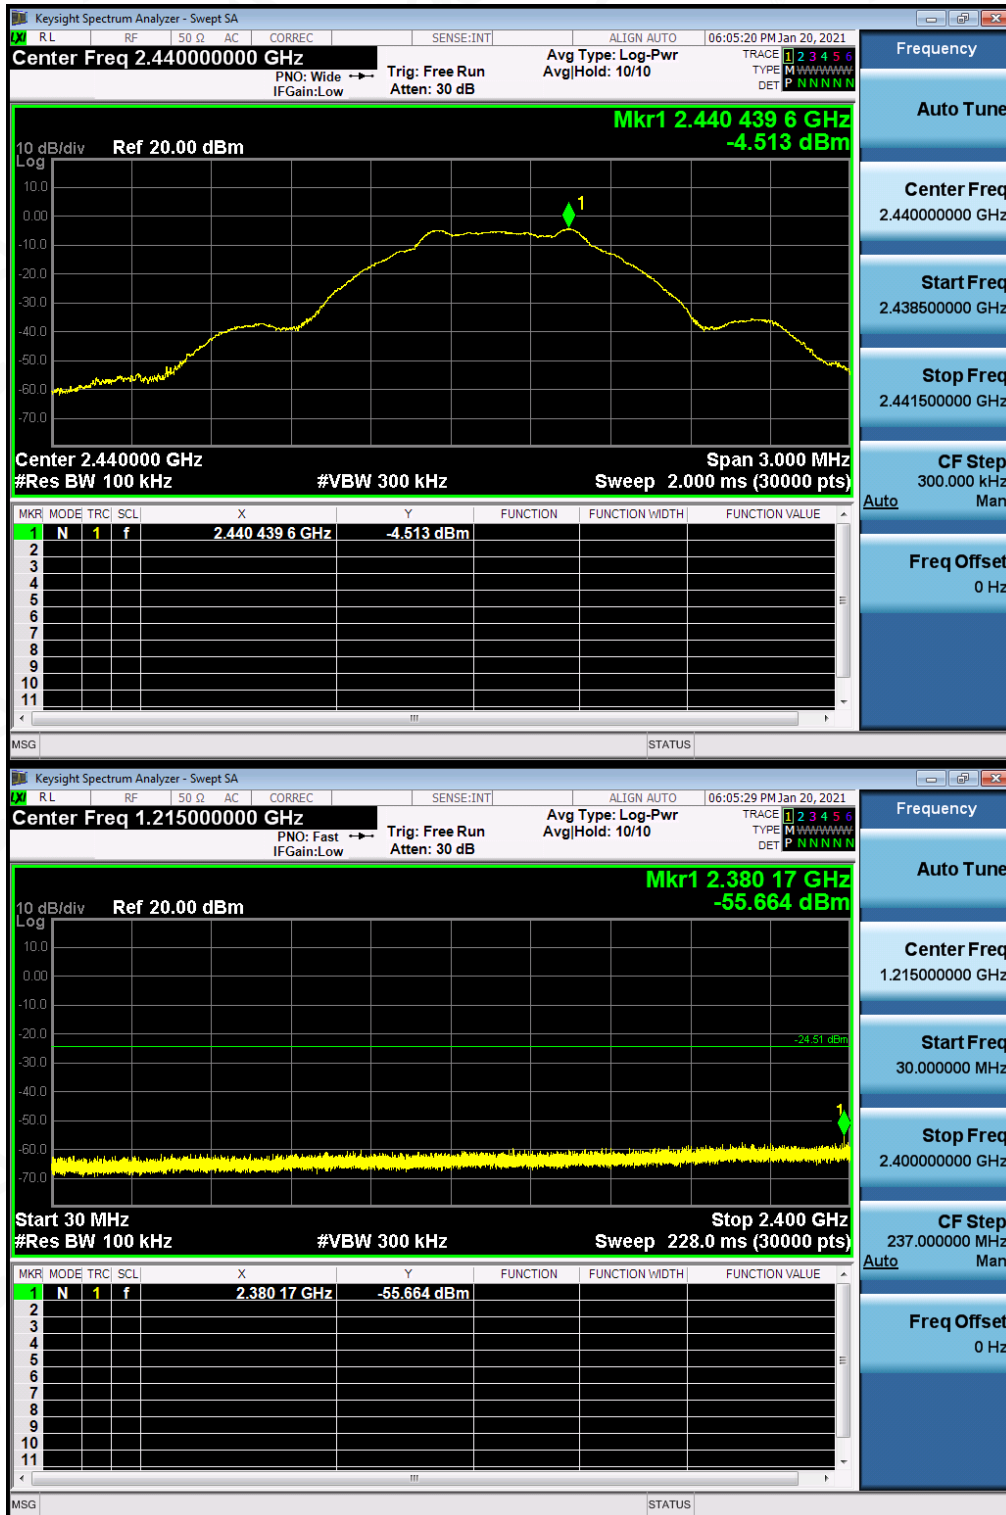 Keysight Spectrum Analyzer - Swept SA
LXI RL RF 50 Ω AC CORREC SENSE:INT ALIGN AUTO 06:05:20 PM Jan 20, 2021
Center Freq 2.440000000 GHz
PNO: Wide
IFGain:Low
Trig: Free Run
Atten: 30 dB
Avg Type: Log-Pwr
Avg|Hold: 10/10
TRACE 1 2 3 4 5 6
TYPE M WWWWW
DET P N N N N N
Mkr1 2.440 439 6 GHz
-4.513 dBm
10 dB/div Ref 20.00 dBm
Log
10.0
0.00
-10.0
-20.0
-30.0
-40.0
-50.0
-60.0
-70.0
1
Center 2.440000 GHz Span 3.000 MHz
#Res BW 100 kHz #VBW 300 kHz Sweep 2.000 ms (30000 pts)
MKR MODE TRC SCL X Y FUNCTION FUNCTION WIDTH FUNCTION VALUE
1 N 1 f 2.440 439 6 GHz -4.513 dBm
2
3
4
5
6
7
8
9
10
11
MSG STATUS
Frequency
Auto Tune
Center Freq
2.440000000 GHz
Start Freq
2.438500000 GHz
Stop Freq
2.441500000 GHz
CF Step
300.000 kHz
Auto Man
Freq Offset
0 Hz
Keysight Spectrum Analyzer - Swept SA
LXI RL RF 50 Ω AC CORREC SENSE:INT ALIGN AUTO 06:05:29 PM Jan 20, 2021
Center Freq 1.215000000 GHz
PNO: Fast
IFGain:Low
Trig: Free Run
Atten: 30 dB
Avg Type: Log-Pwr
Avg|Hold: 10/10
TRACE 1 2 3 4 5 6
TYPE M WWWWW
DET P N N N N N
Mkr1 2.380 17 GHz
-55.664 dBm
10 dB/div Ref 20.00 dBm
Log
10.0
0.00
-10.0
-20.0
-30.0
-40.0
-50.0
-60.0
-70.0
-24.51 dBm
1
Start 30 MHz Stop 2.400 GHz
#Res BW 100 kHz #VBW 300 kHz Sweep 228.0 ms (30000 pts)
MKR MODE TRC SCL X Y FUNCTION FUNCTION WIDTH FUNCTION VALUE
1 N 1 f 2.380 17 GHz -55.664 dBm
2
3
4
5
6
7
8
9
10
11
MSG STATUS
Frequency
Auto Tune
Center Freq
1.215000000 GHz
Start Freq
30.000000 MHz
Stop Freq
2.400000000 GHz
CF Step
237.000000 MHz
Auto Man
Freq Offset
0 Hz